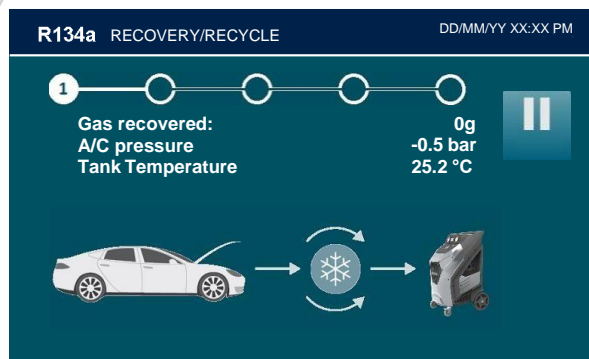 R134a RECOVERY/RECYCLE DD/MM/YY XX:XX PM
1
Gas recovered: 0g
A/C pressure -0.5 bar
Tank Temperature 25.2 °C